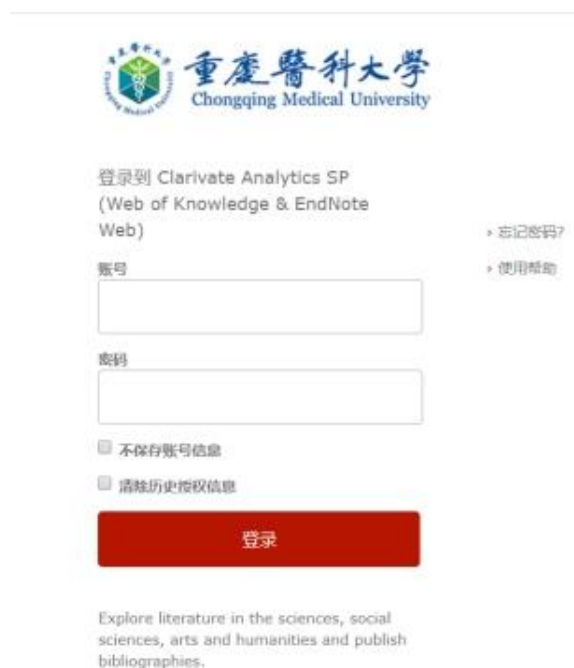 重慶醫科大学
Chongqing Medical University
登录到 Clarivate Analytics SP
(Web of Knowledge & EndNote
Web)
› 忘记密码?
› 使用帮助
账号
密码
不保存账号信息
清除历史授权信息
登录
Explore literature in the sciences, social
sciences, arts and humanities and publish
bibliographies.